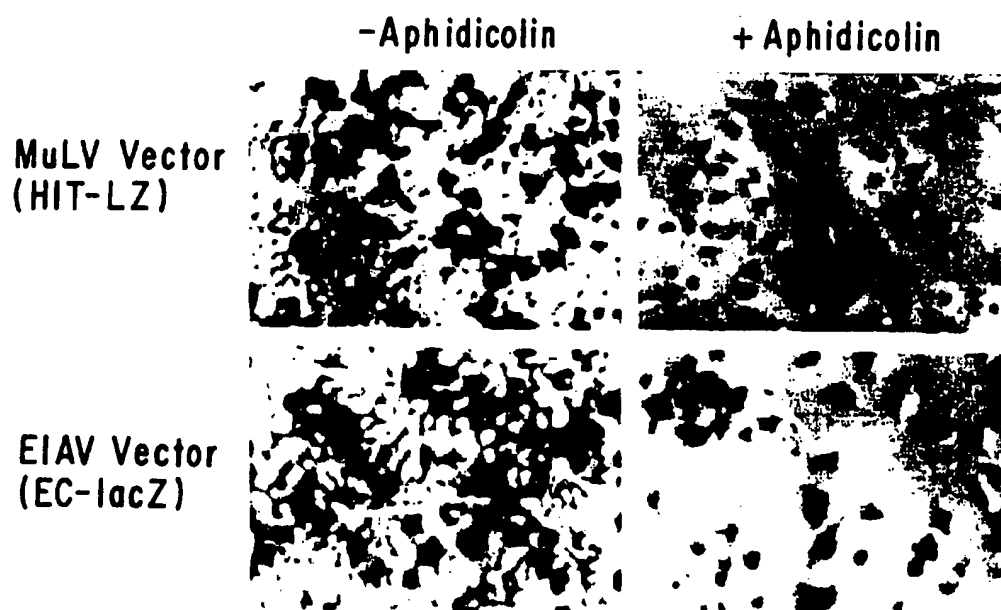 -Aphidicolin
+ Aphidicolin
MuLV Vector
(HIT-LZ)
EIAV Vector
(EC-lacZ)